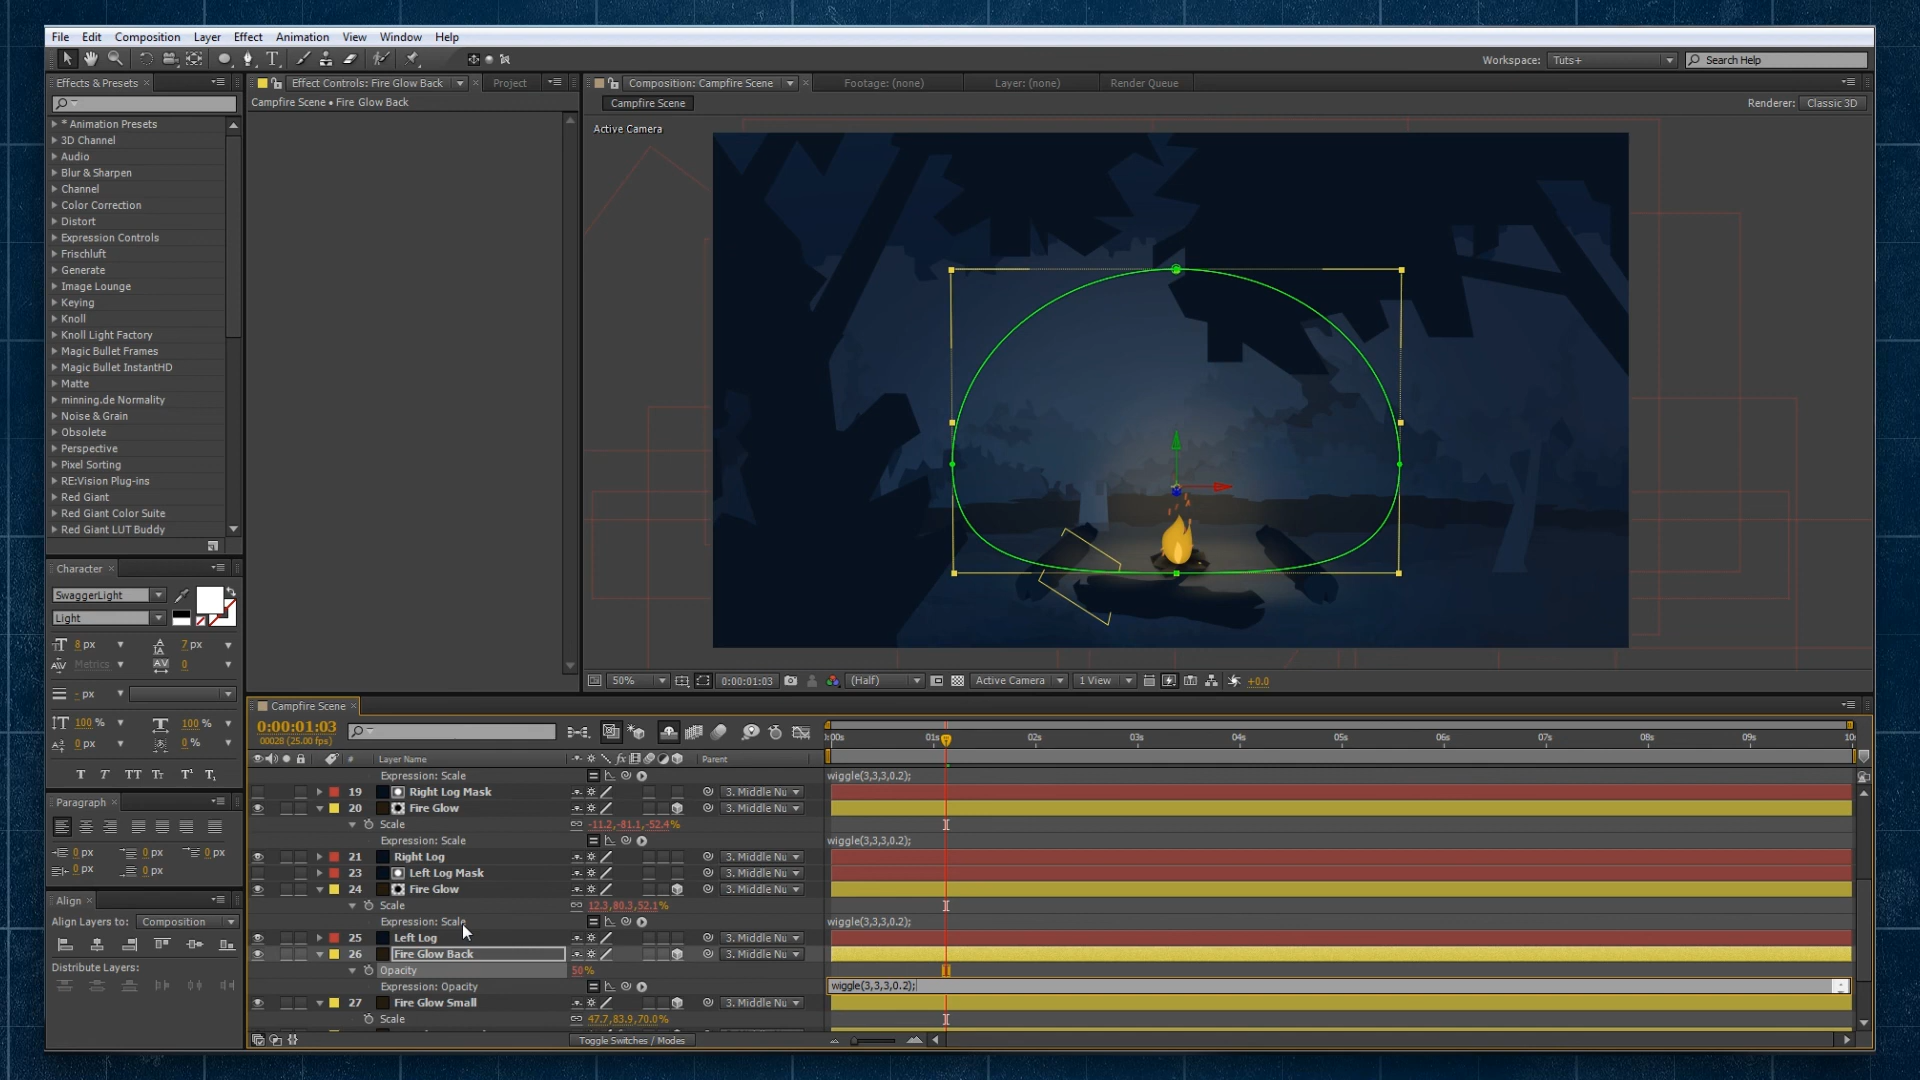 File Edit Composition Layer Effect Animation View Window Help
Workspace: Tuts+ Search Help
Effects & Presets
Effect Controls: Fire Glow Back Project
Composition: Campfire Scene Footage: (none) Layer: (none) Render Queue
Campfire Scene • Fire Glow Back
Campfire Scene
Renderer: Classic 3D
Active Camera
* Animation Presets
3D Channel
Audio
Blur & Sharpen
Channel
Color Correction
Distort
Expression Controls
Frischluft
Generate
Image Lounge
Keying
Knoll
Knoll Light Factory
Magic Bullet Frames
Magic Bullet InstantHD
Matte
minning.de Normality
Noise & Grain
Obsolete
Perspective
Pixel Sorting
RE:Vision Plug-ins
Red Giant
Red Giant Color Suite
Red Giant LUT Buddy
Character
SwaggerLight
Light
8 px 7 px
Metrics 0
- px
100 % 100 %
0 px 0 %
T T TT Tt T¹ T₁
Paragraph
0 px 0 px 0 px
0 px 0 px
Align
Align Layers to: Composition
Distribute Layers:
50% 0:00:01:03 (Half) Active Camera 1 View +0.0
Campfire Scene
0:00:01:03
00028 (25.00 fps)
:00s 01s 02s 03s 04s 05s 06s 07s 08s 09s 10s
# Layer Name fx Parent
Expression: Scale wiggle(3,3,3,0.2);
19 Right Log Mask 3. Middle Nu
20 Fire Glow 3. Middle Nu
Scale -11.2,-81.1,-52.4%
Expression: Scale wiggle(3,3,3,0.2);
21 Right Log 3. Middle Nu
23 Left Log Mask 3. Middle Nu
24 Fire Glow 3. Middle Nu
Scale 12.3,80.3,52.1%
Expression: Scale wiggle(3,3,3,0.2);
25 Left Log 3. Middle Nu
26 Fire Glow Back 3. Middle Nu
Opacity 50%
Expression: Opacity wiggle(3,3,3,0.2);
27 Fire Glow Small 3. Middle Nu
Scale 47.7,83.9,70.0%
Toggle Switches / Modes